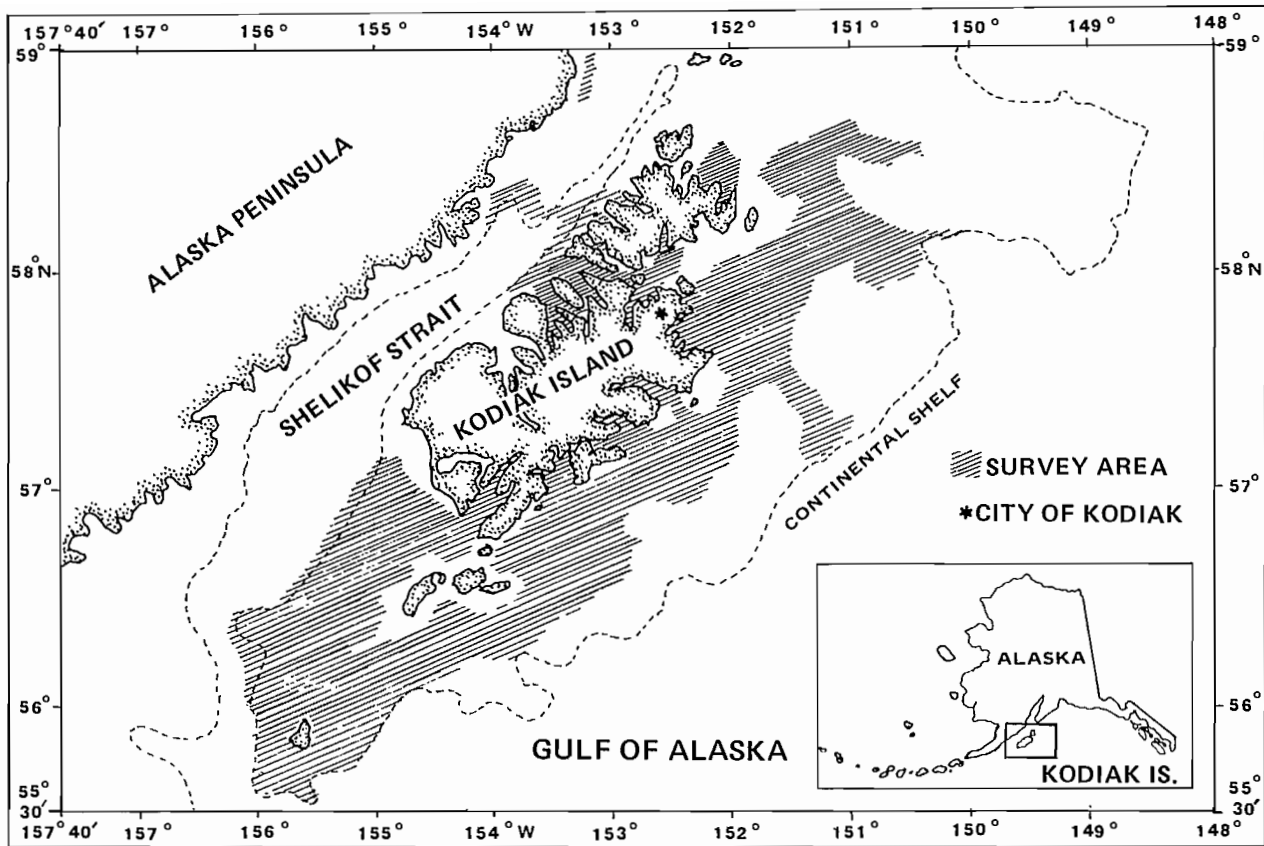 157°40′ 157° 156° 155° 154° W 153° 152° 151° 150° 149° 148°
59° 59°
ALASKA PENINSULA
58° N 58° N
SHELIKOF STRAIT
KODIAK ISLAND
CONTINENTAL SHELF
SURVEY AREA
57° 57°
*CITY OF KODIAK
ALASKA
56° 56°
GULF OF ALASKA
KODIAK IS.
55° 55°
30′ 30′
157°40′ 157° 156° 155° 154° W 153° 152° 151° 150° 149° 148°